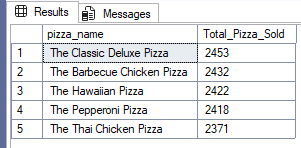 Results Messages
pizza_name Total_Pizza_Sold
1 The Classic Deluxe Pizza 2453
2 The Barbecue Chicken Pizza 2432
3 The Hawaiian Pizza 2422
4 The Pepperoni Pizza 2418
5 The Thai Chicken Pizza 2371